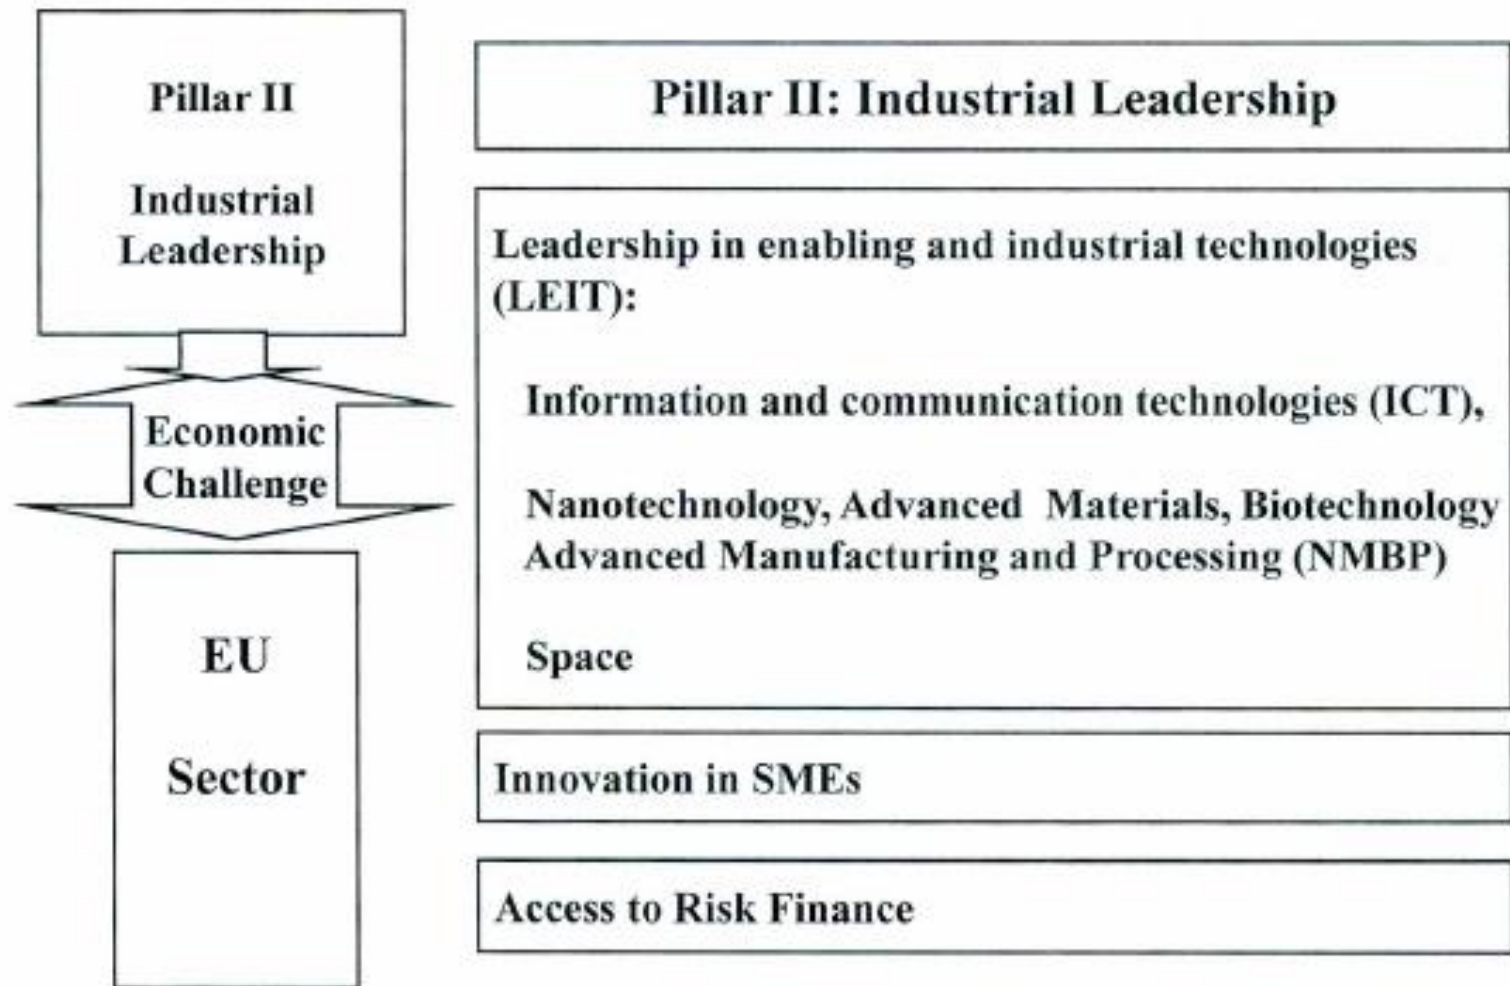 Pillar II
Industrial
Leadership
Economic
Challenge
EU
Sector
Pillar II: Industrial Leadership
Leadership in enabling and industrial technologies
(LEIT):
Information and communication technologies (ICT),
Nanotechnology, Advanced Materials, Biotechnology
Advanced Manufacturing and Processing (NMBP)
Space
Innovation in SMEs
Access to Risk Finance